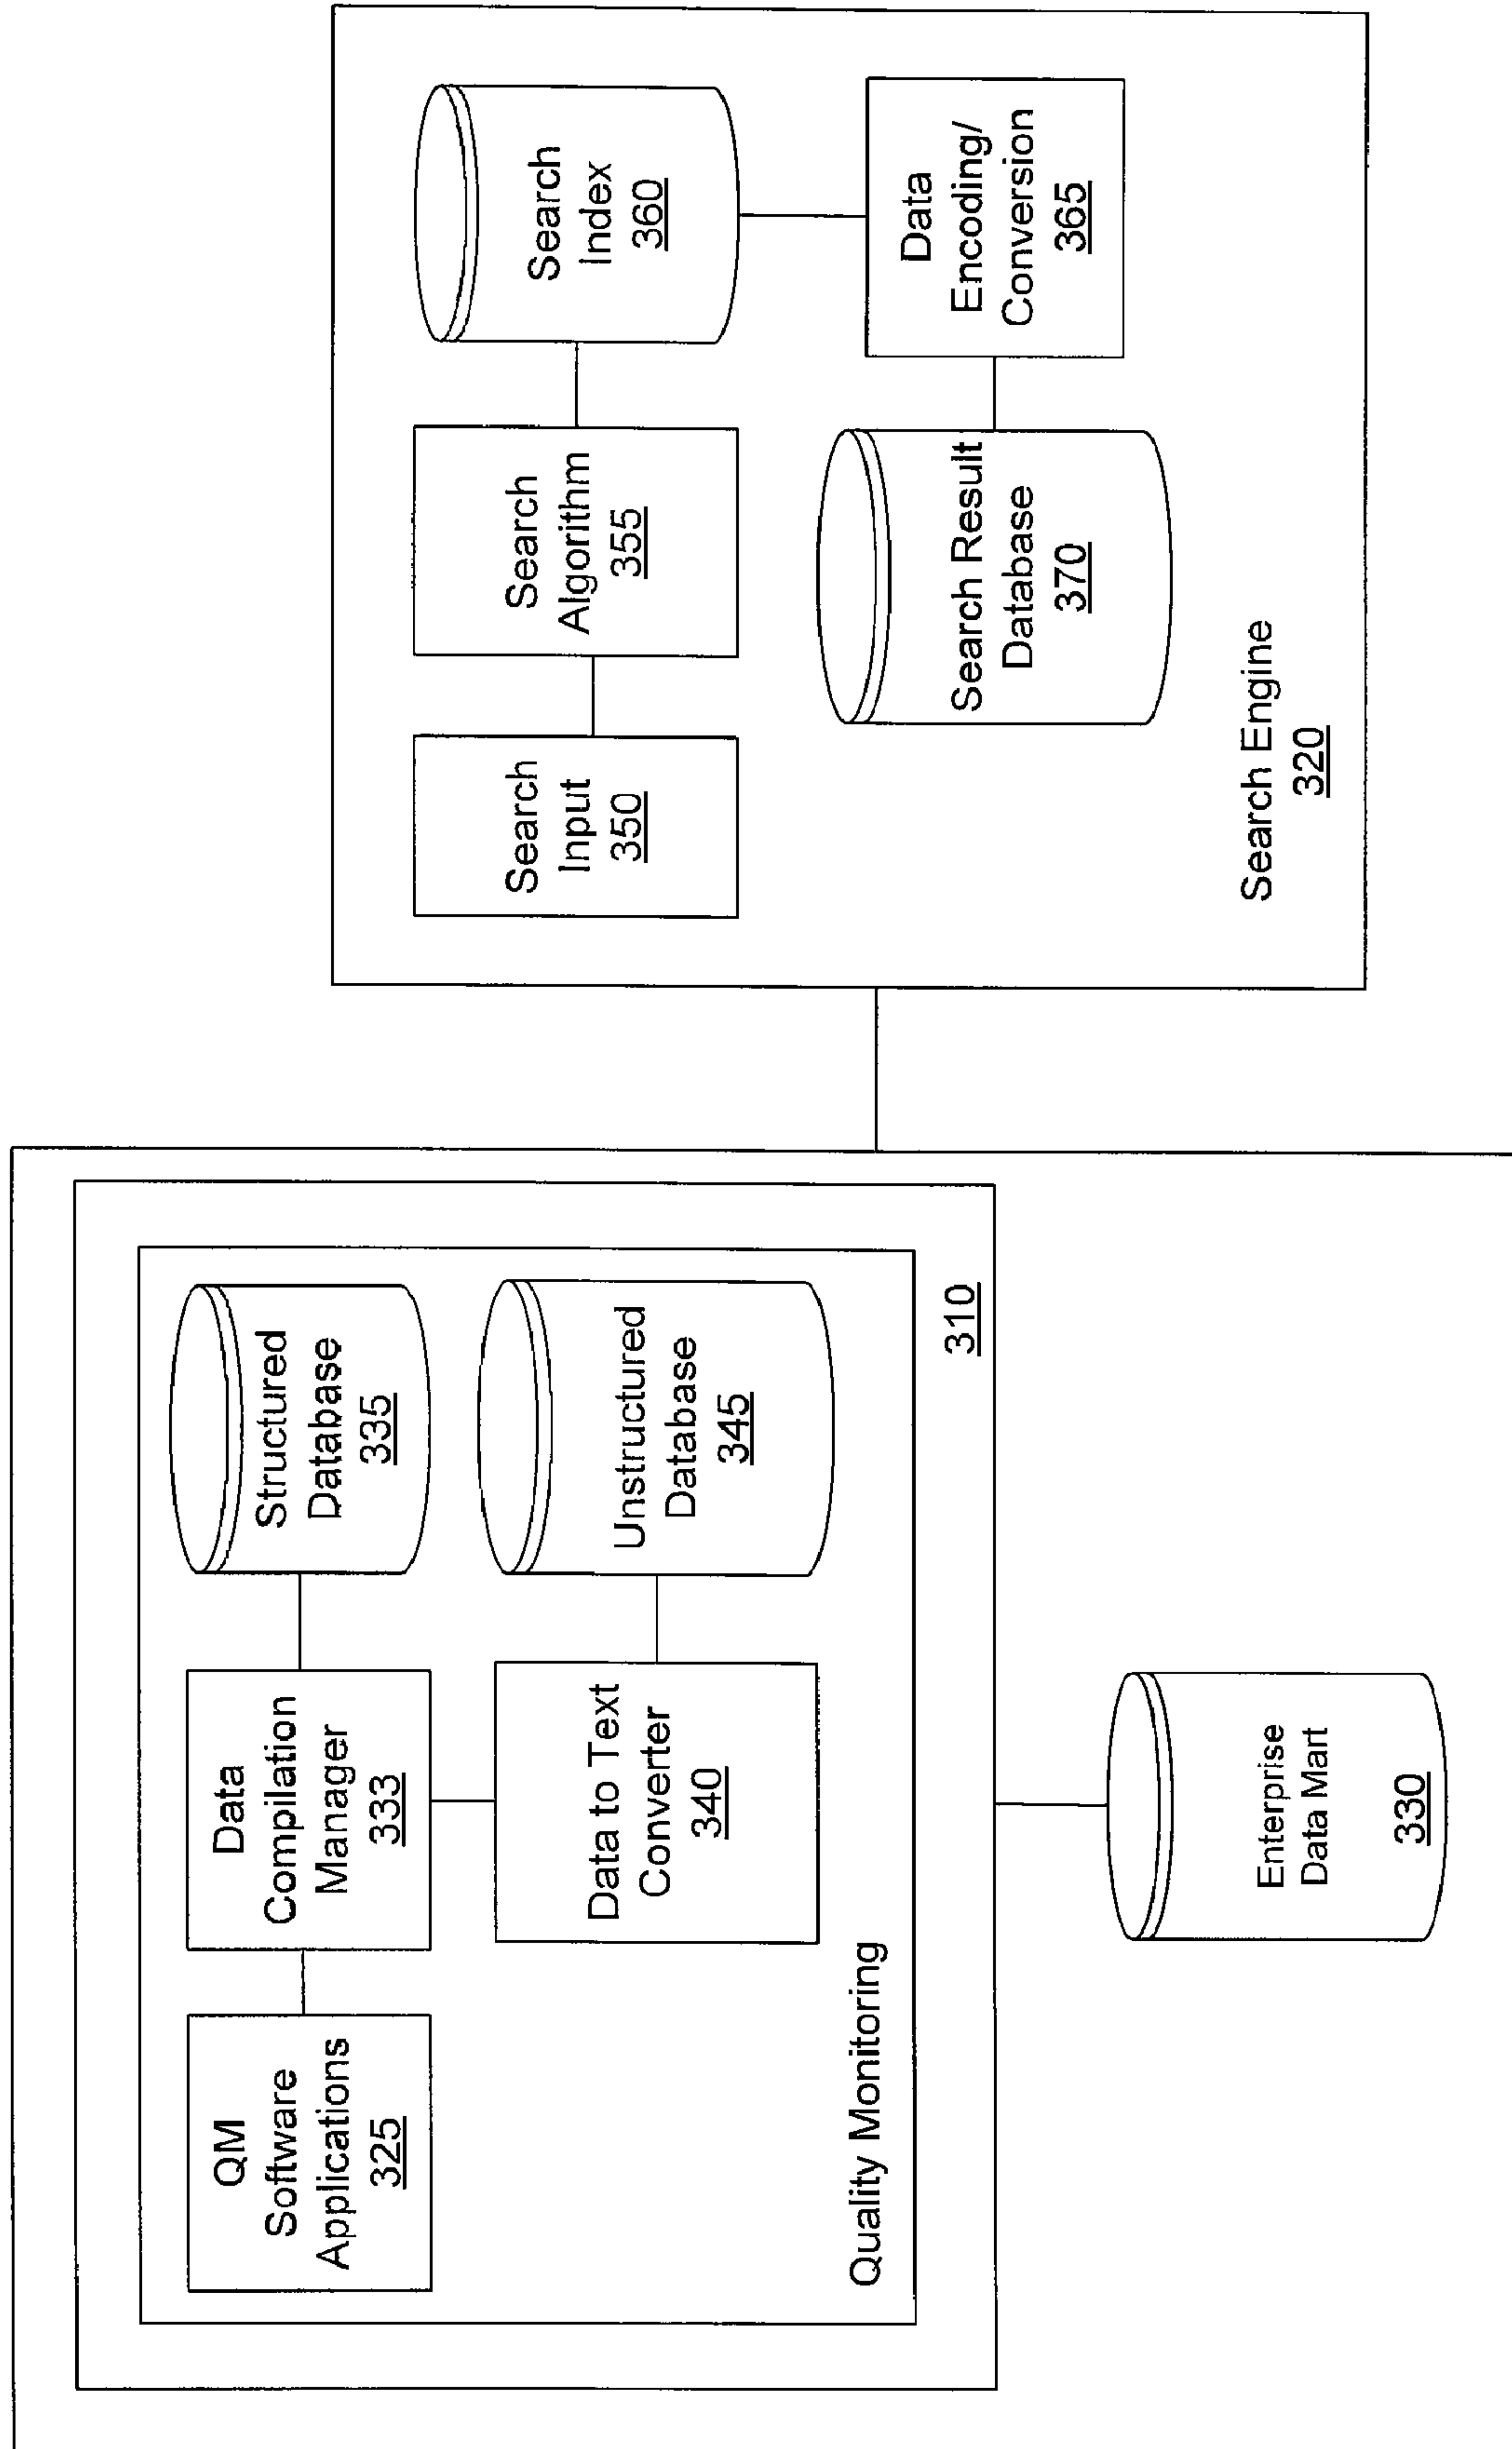 QM
Software
Applications
325
Data
Compilation
Manager
333
Structured
Database
335
Data to Text
Converter
340
Unstructured
Database
345
Quality Monitoring
310
Enterprise
Data Mart
330
Search
Input
350
Search
Algorithm
355
Search
Index
360
Search Result
Database
370
Data
Encoding/
Conversion
365
Search Engine
320